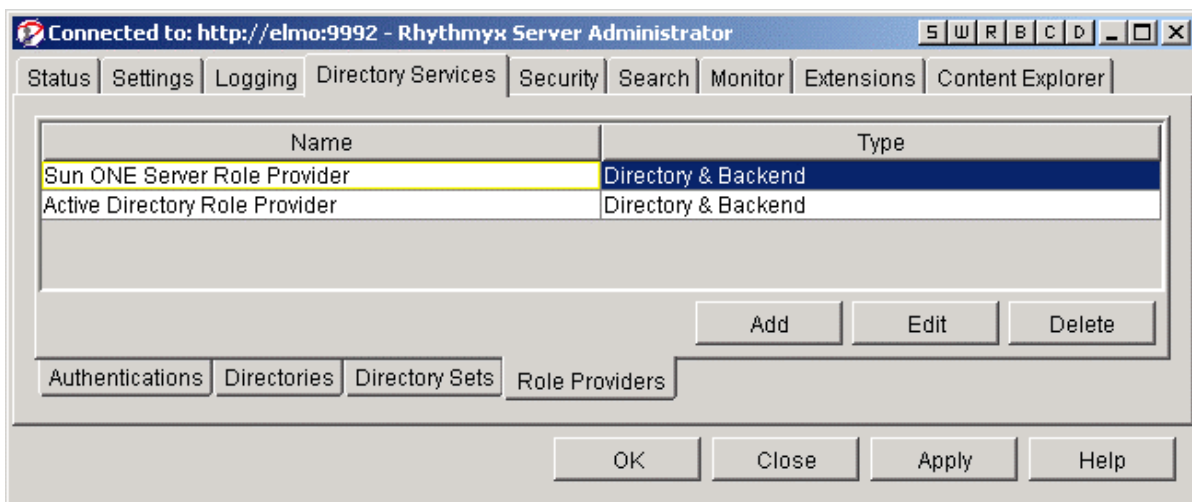 Connected to: http://elmo:9992 - Rhythmyx Server Administrator S W R B C D
Status Settings Logging Directory Services Security Search Monitor Extensions Content Explorer
Name Type
Sun ONE Server Role Provider Directory & Backend
Active Directory Role Provider Directory & Backend
Add Edit Delete
Authentications Directories Directory Sets Role Providers
OK Close Apply Help